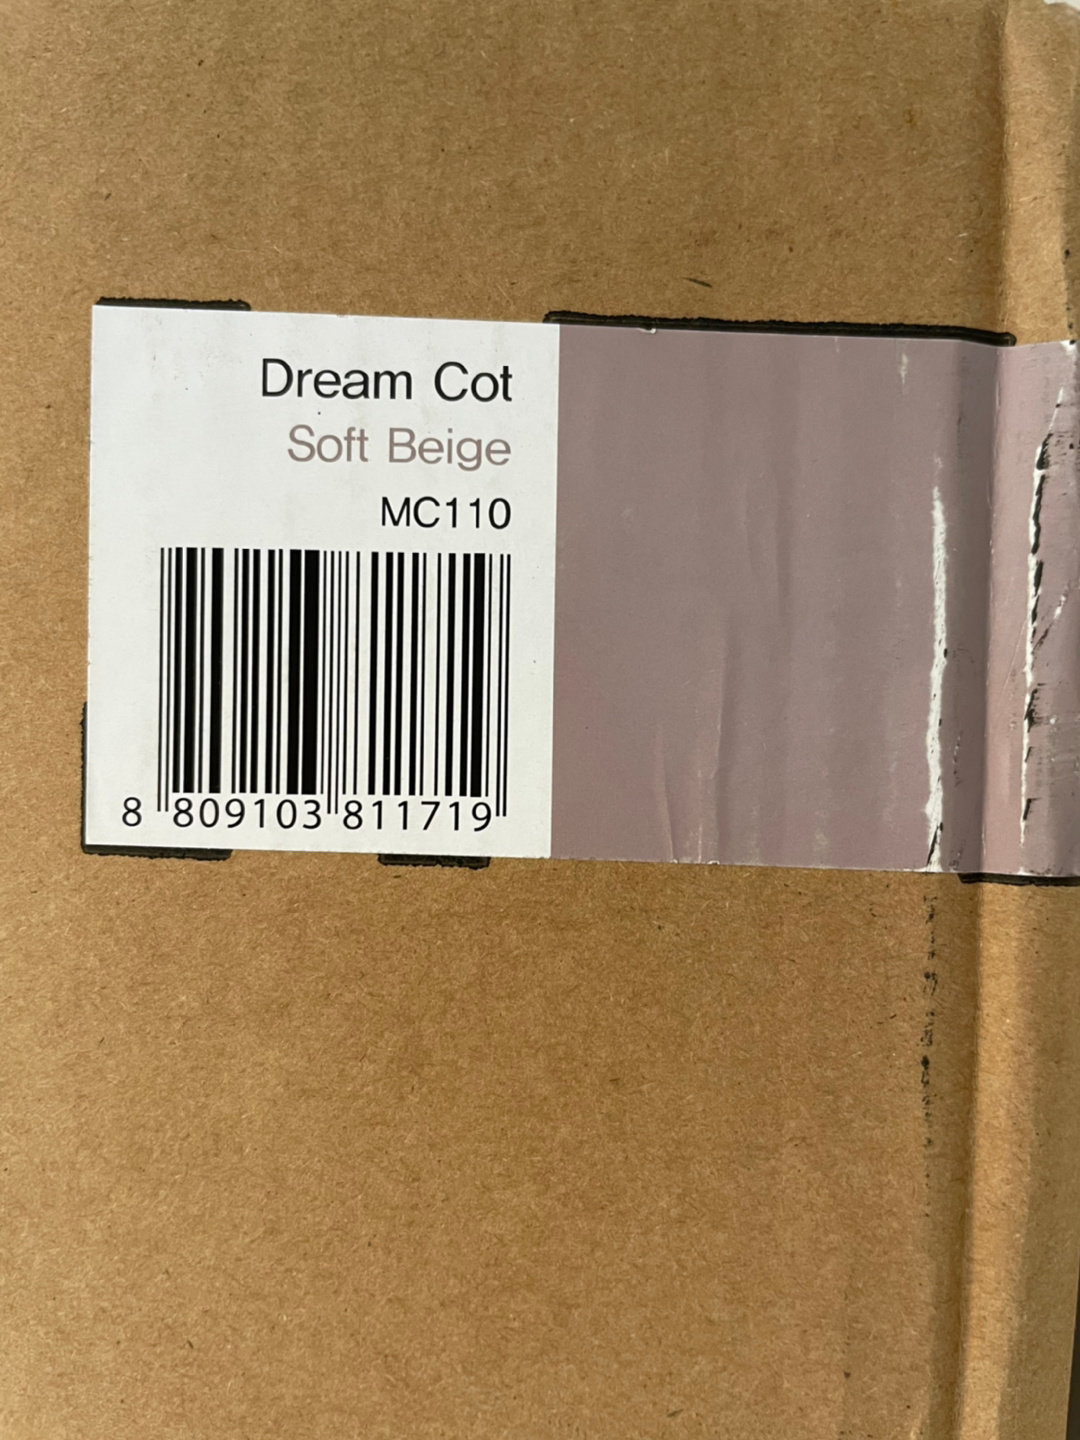 Dream Cot
Soft Beige
MC110
8 809103 811719